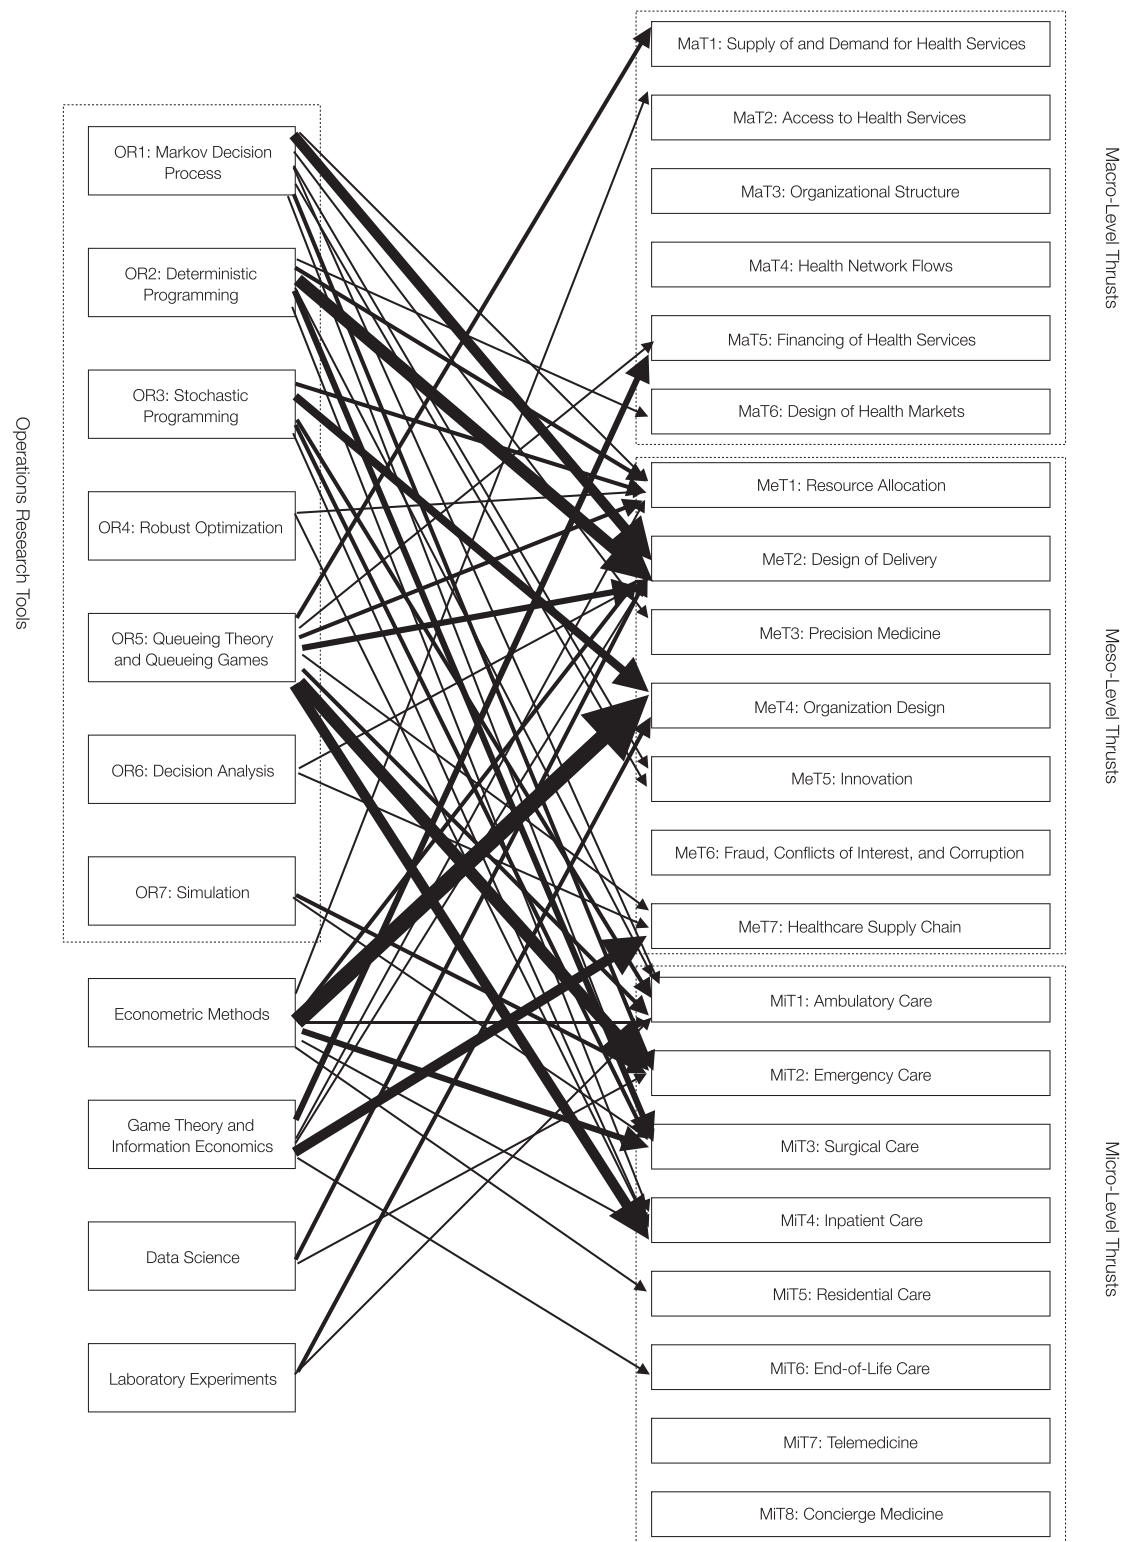 Operations Research Tools
OR1: Markov Decision
Process
OR2: Deterministic
Programming
OR3: Stochastic
Programming
OR4: Robust Optimization
OR5: Queueing Theory
and Queueing Games
OR6: Decision Analysis
OR7: Simulation
Econometric Methods
Game Theory and
Information Economics
Data Science
Laboratory Experiments
MaT1: Supply of and Demand for Health Services
MaT2: Access to Health Services
MaT3: Organizational Structure
MaT4: Health Network Flows
MaT5: Financing of Health Services
MaT6: Design of Health Markets
Macro-Level Thrusts
MeT1: Resource Allocation
MeT2: Design of Delivery
MeT3: Precision Medicine
MeT4: Organization Design
MeT5: Innovation
MeT6: Fraud, Conflicts of Interest, and Corruption
MeT7: Healthcare Supply Chain
Meso-Level Thrusts
MiT1: Ambulatory Care
MiT2: Emergency Care
MiT3: Surgical Care
MiT4: Inpatient Care
MiT5: Residential Care
MiT6: End-of-Life Care
MiT7: Telemedicine
MiT8: Concierge Medicine
Micro-Level Thrusts